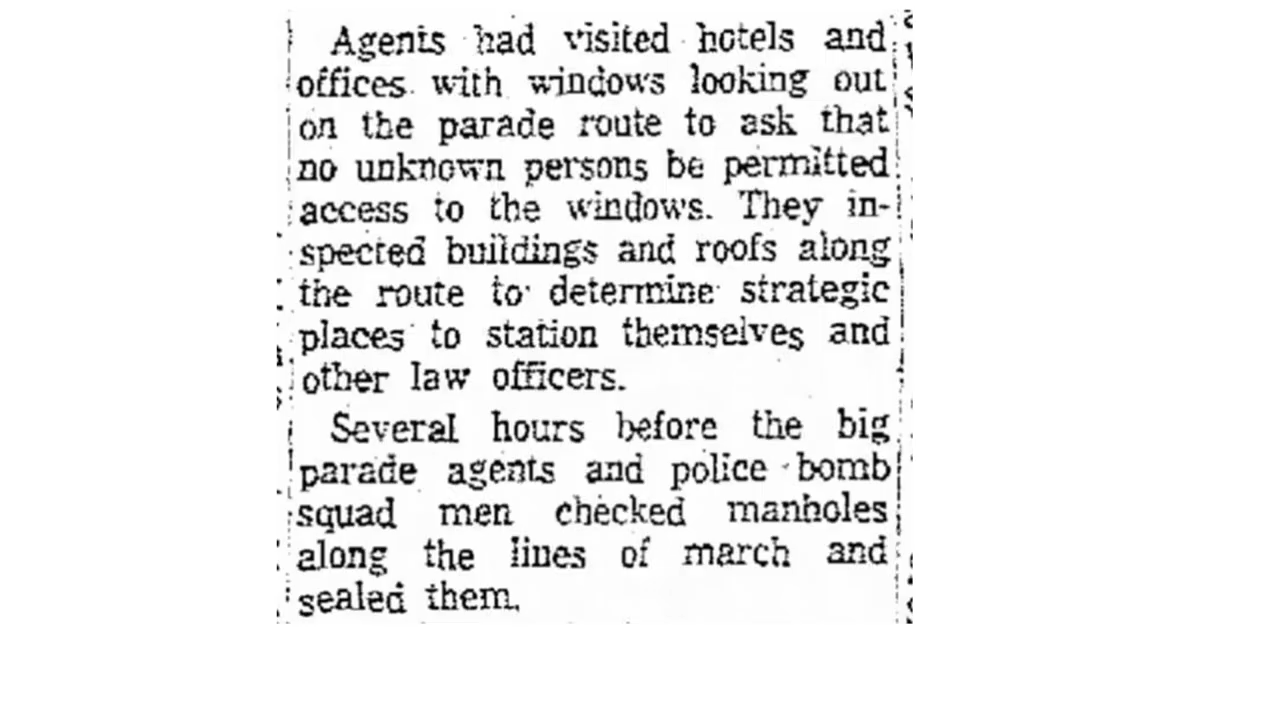 Agents had visited hotels and
offices with windows looking out
on the parade route to ask that
no unknown persons be permitted
access to the windows. They in-
spected buildings and roofs along
the route to determine strategic
places to station themselves and
other law officers.
Several hours before the big
parade agents and police bomb
squad men checked manholes
along the lines of march and
sealed them.